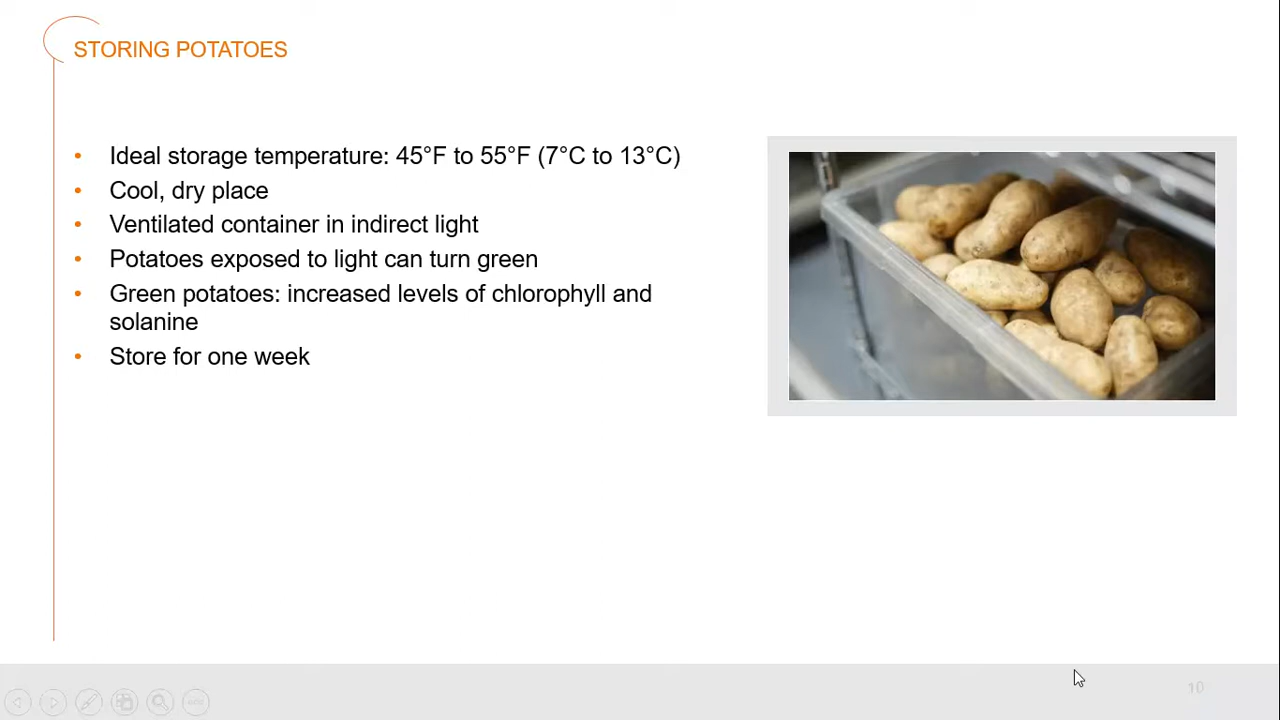 STORING POTATOES
• Ideal storage temperature: 45°F to 55°F (7°C to 13°C)
• Cool, dry place
• Ventilated container in indirect light
• Potatoes exposed to light can turn green
• Green potatoes: increased levels of chlorophyll and
solanine
• Store for one week
10